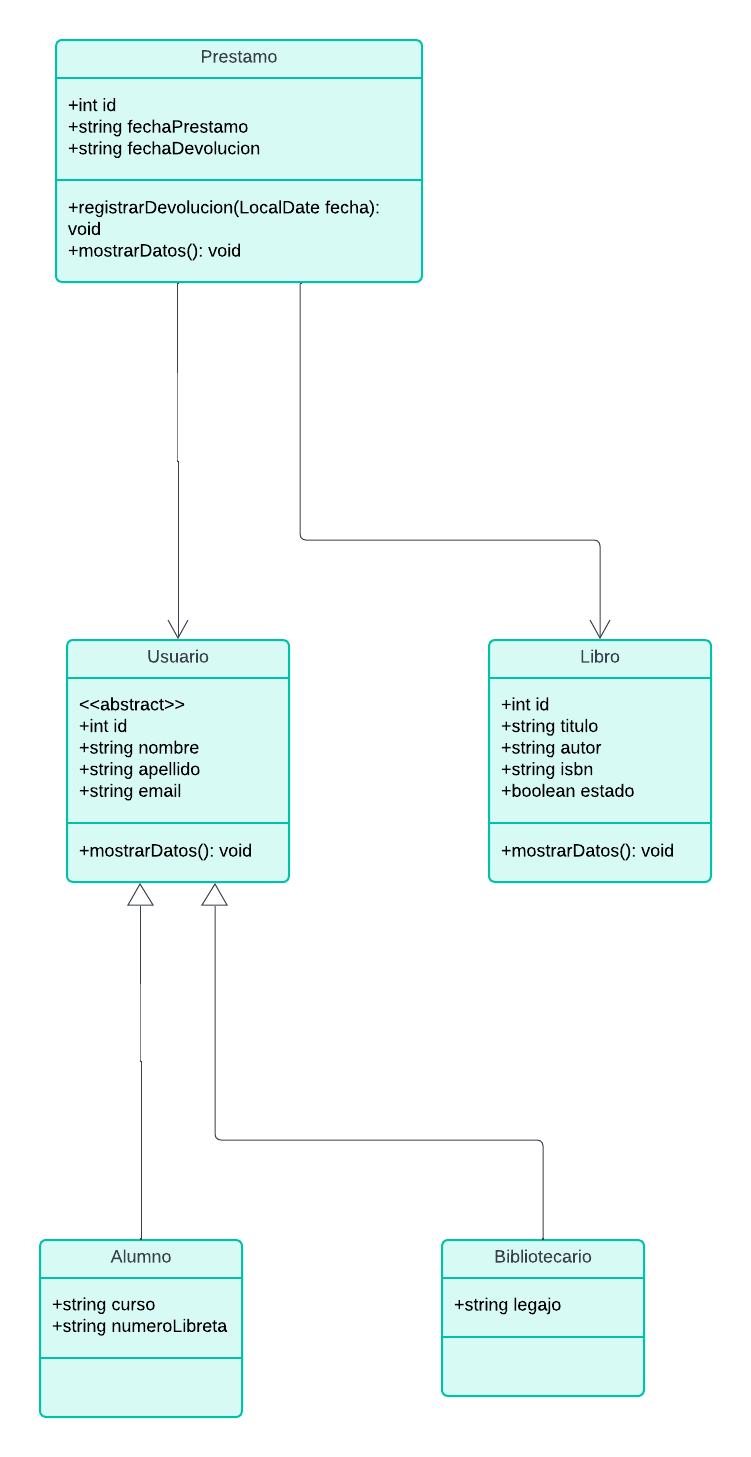 Prestamo
+int id
+string fechaPrestamo
+string fechaDevolucion
+registrarDevolucion(LocalDate fecha):
void
+mostrarDatos(): void
Usuario
<<abstract>>
+int id
+string nombre
+string apellido
+string email
+mostrarDatos(): void
Libro
+int id
+string titulo
+string autor
+string isbn
+boolean estado
+mostrarDatos(): void
Alumno
+string curso
+string numeroLibreta
Bibliotecario
+string legajo